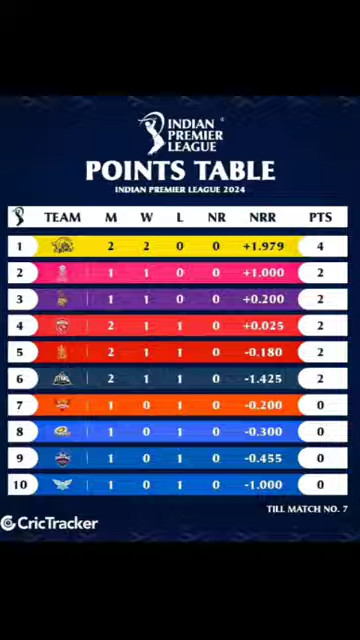 INDIAN
PREMIER
LEAGUE
POINTS TABLE
INDIAN PREMIER LEAGUE 2024
TEAM M W L NR NRR PTS
1 2 2 0 0 +1.979 4
2 1 1 0 0 +1.000 2
3 1 1 0 0 +0.200 2
4 2 1 1 0 +0.025 2
5 2 1 1 0 -0.180 2
6 2 1 1 0 -1.425 2
7 1 0 1 0 -0.200 0
8 1 0 1 0 -0.300 0
9 1 0 1 0 -0.455 0
10 1 0 1 0 -1.000 0
TILL MATCH NO. 7
CricTracker